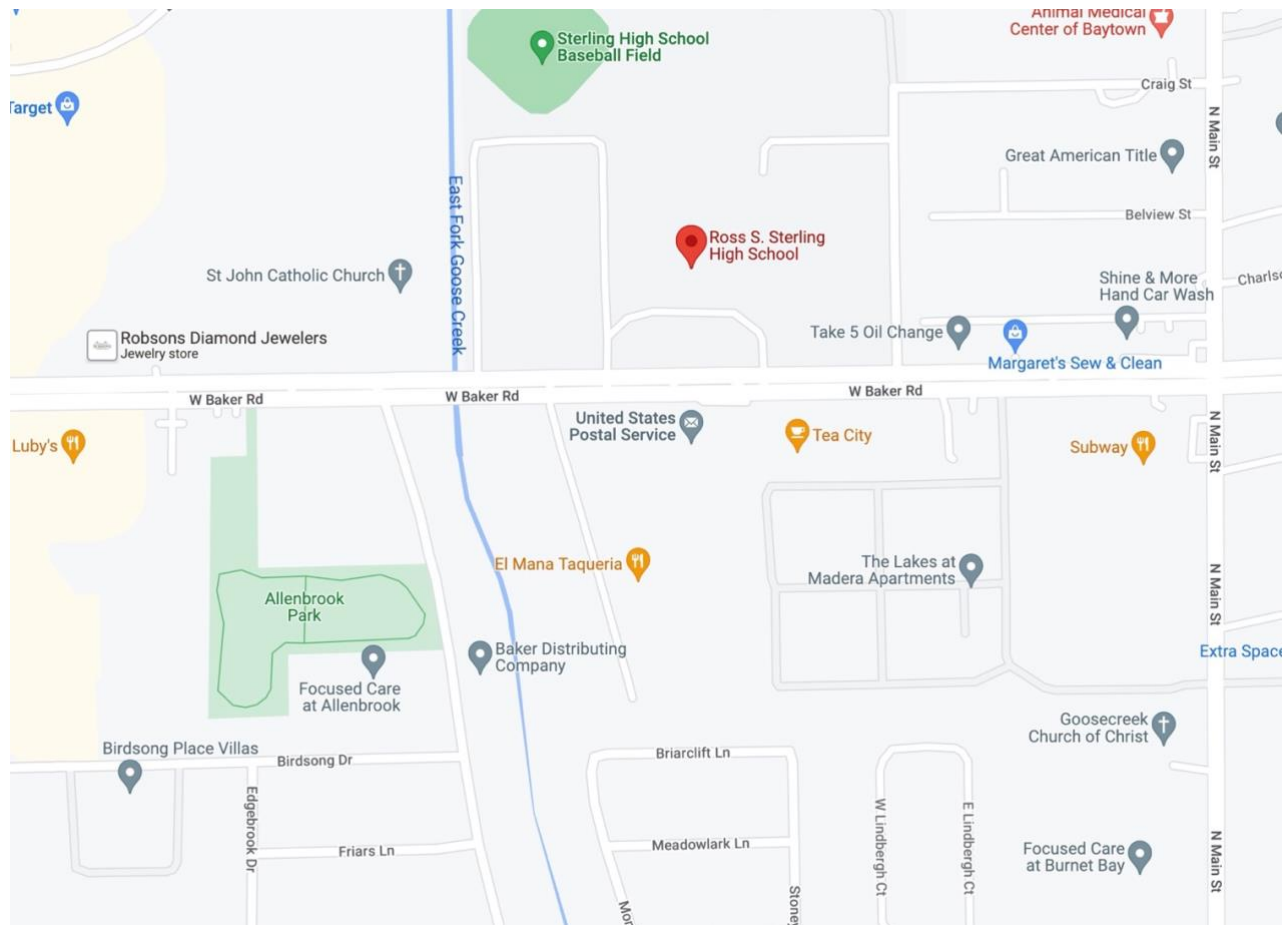 Sterling High School
Baseball Field
Animal Medical
Center of Baytown
Target
Craig St
N Main St
Great American Title
East Fork Goose Creek
Belview St
Ross S. Sterling
High School
St John Catholic Church
Shine & More
Hand Car Wash
Robsons Diamond Jewelers
Jewelry store
Take 5 Oil Change
Margaret's Sew & Clean
W Baker Rd
W Baker Rd
W Baker Rd
Luby's
United States
Postal Service
Tea City
Subway
N Main St
El Mana Taqueria
The Lakes at
Madera Apartments
N Main St
Allenbrook
Park
Baker Distributing
Company
Extra Space
Focused Care
at Allenbrook
Goosecreek
Church of Christ
Birdsong Place Villas
Birdsong Dr
Briarclift Ln
Edgebrook Dr
W Lindbergh Ct
E Lindbergh Ct
Friars Ln
Meadowlark Ln
Focused Care
at Burnet Bay
N Main St